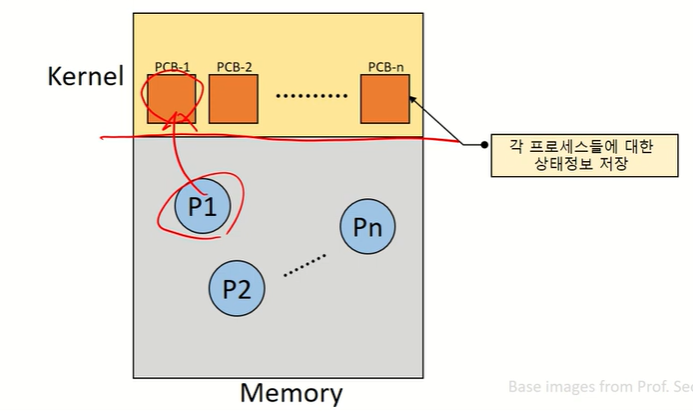 PCB-1
PCB-2
PCB-n
Kernel
각 프로세스들에 대한
상태정보 저장
P1
Pn
P2
Memory
Base images from Prof. Seo